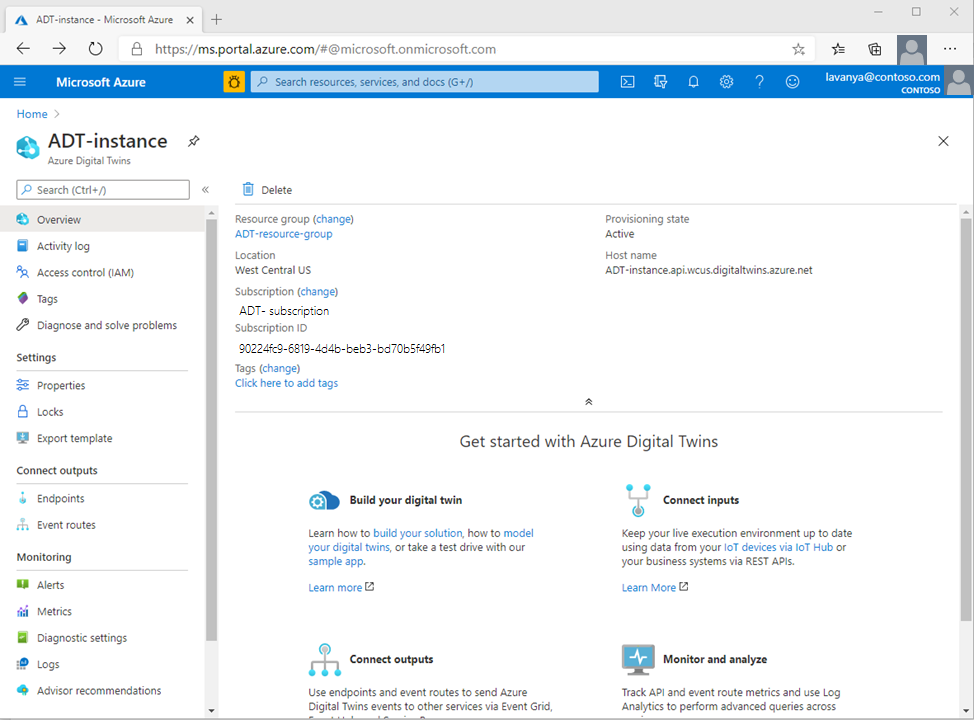 ADT-instance - Microsoft Azure
https://ms.portal.azure.com/#@microsoft.onmicrosoft.com
Microsoft Azure
Search resources, services, and docs (G+/)
lavanya@contoso.com
CONTOSO
Home
ADT-instance
Azure Digital Twins
Search (Ctrl+/)
Overview
Activity log
Access control (IAM)
Tags
Diagnose and solve problems
Settings
Properties
Locks
Export template
Connect outputs
Endpoints
Event routes
Monitoring
Alerts
Metrics
Diagnostic settings
Logs
Advisor recommendations
Delete
Resource group (change)
ADT-resource-group
Location
West Central US
Subscription (change)
ADT- subscription
Subscription ID
90224fc9-6819-4d4b-beb3-bd70b5f49fb1
Tags (change)
Click here to add tags
Provisioning state
Active
Host name
ADT-instance.api.wcus.digitaltwins.azure.net
Get started with Azure Digital Twins
Build your digital twin
Learn how to build your solution, how to model
your digital twins, or take a test drive with our
sample app.
Learn more
Connect inputs
Keep your live execution environment up to date
using data from your IoT devices via IoT Hub or
your business systems via REST APIs.
Learn More
Connect outputs
Use endpoints and event routes to send Azure
Digital Twins events to other services via Event Grid,
Monitor and analyze
Track API and event route metrics and use Log
Analytics to perform advanced queries across